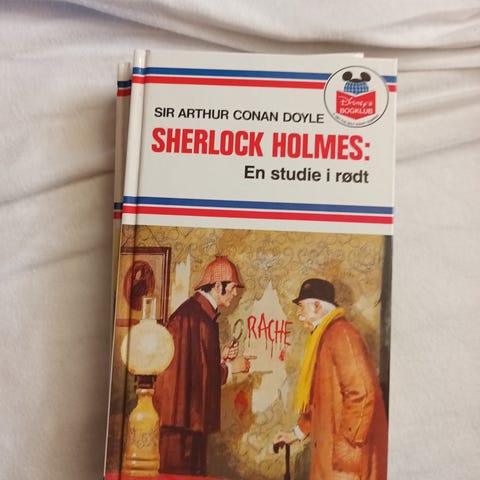 SIR ARTHUR CONAN DOYLE
SHERLOCK HOLMES:
En studie i rødt
Disney's
BOGKLUB
RACHE